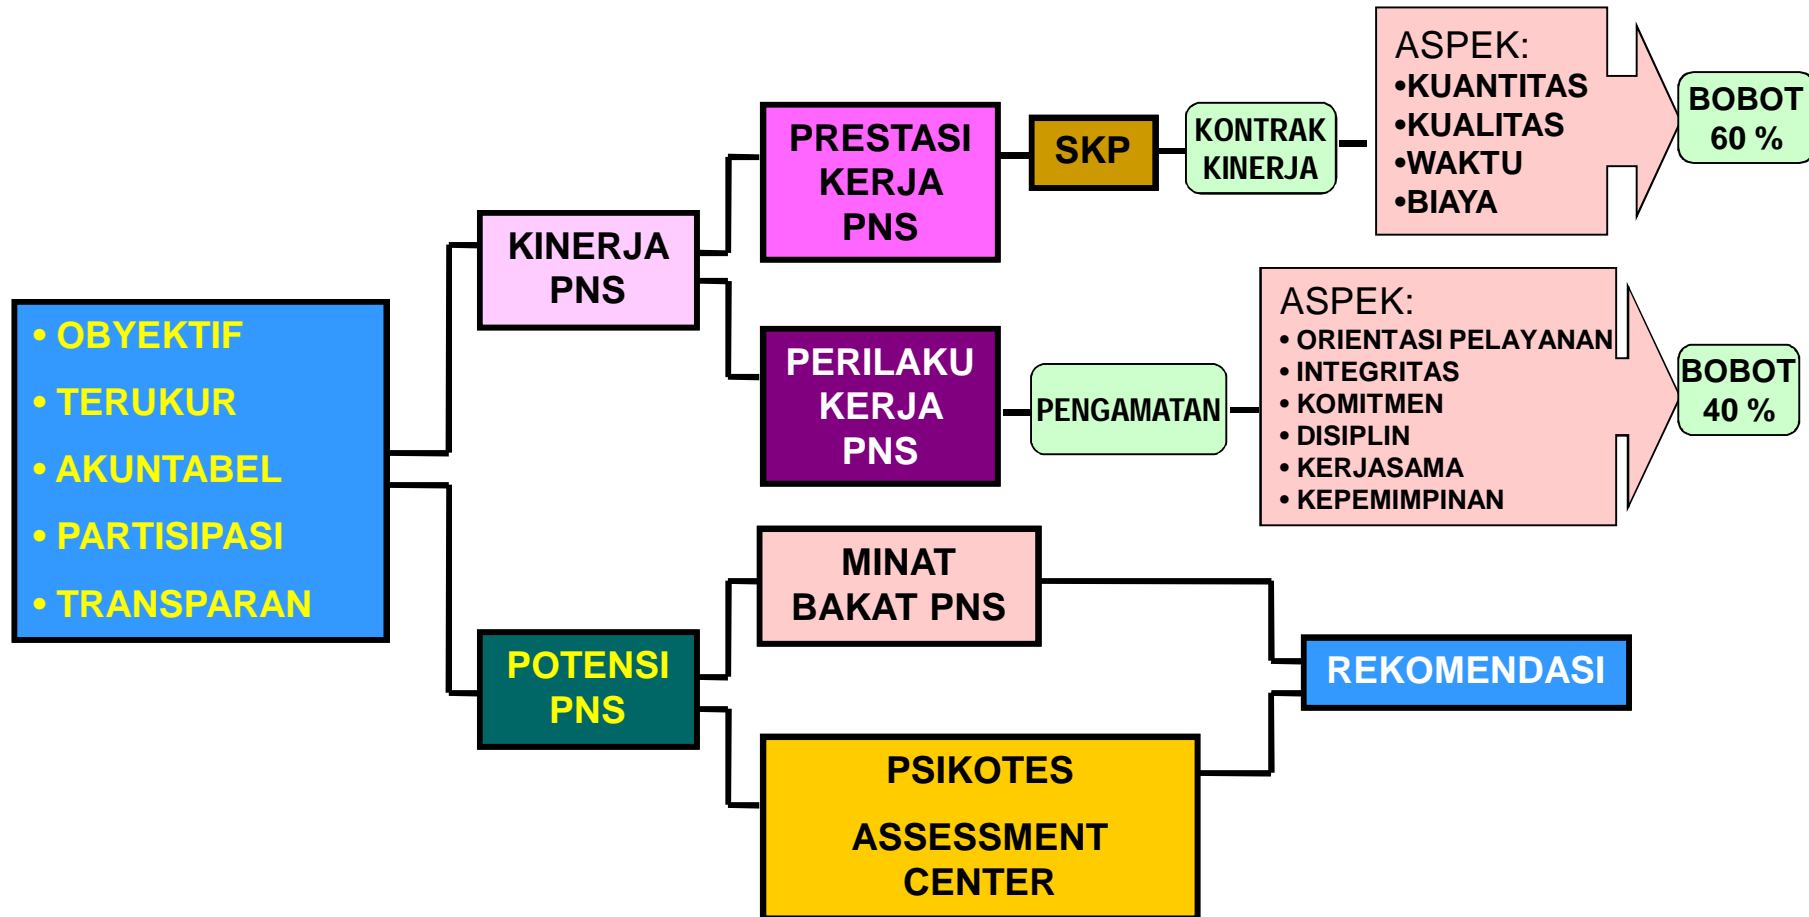 • OBYEKTIF
• TERUKUR
• AKUNTABEL
• PARTISIPASI
• TRANSPARAN
KINERJA
PNS
POTENSI
PNS
PRESTASI
KERJA
PNS
SKP
KONTRAK
KINERJA
ASPEK:
•KUANTITAS
•KUALITAS
•WAKTU
•BIAYA
BOBOT
60 %
PERILAKU
KERJA
PNS
PENGAMATAN
ASPEK:
• ORIENTASI PELAYANAN
• INTEGRITAS
• KOMITMEN
• DISIPLIN
• KERJASAMA
• KEPEMIMPINAN
BOBOT
40 %
MINAT
BAKAT PNS
PSIKOTES
ASSESSMENT
CENTER
REKOMENDASI